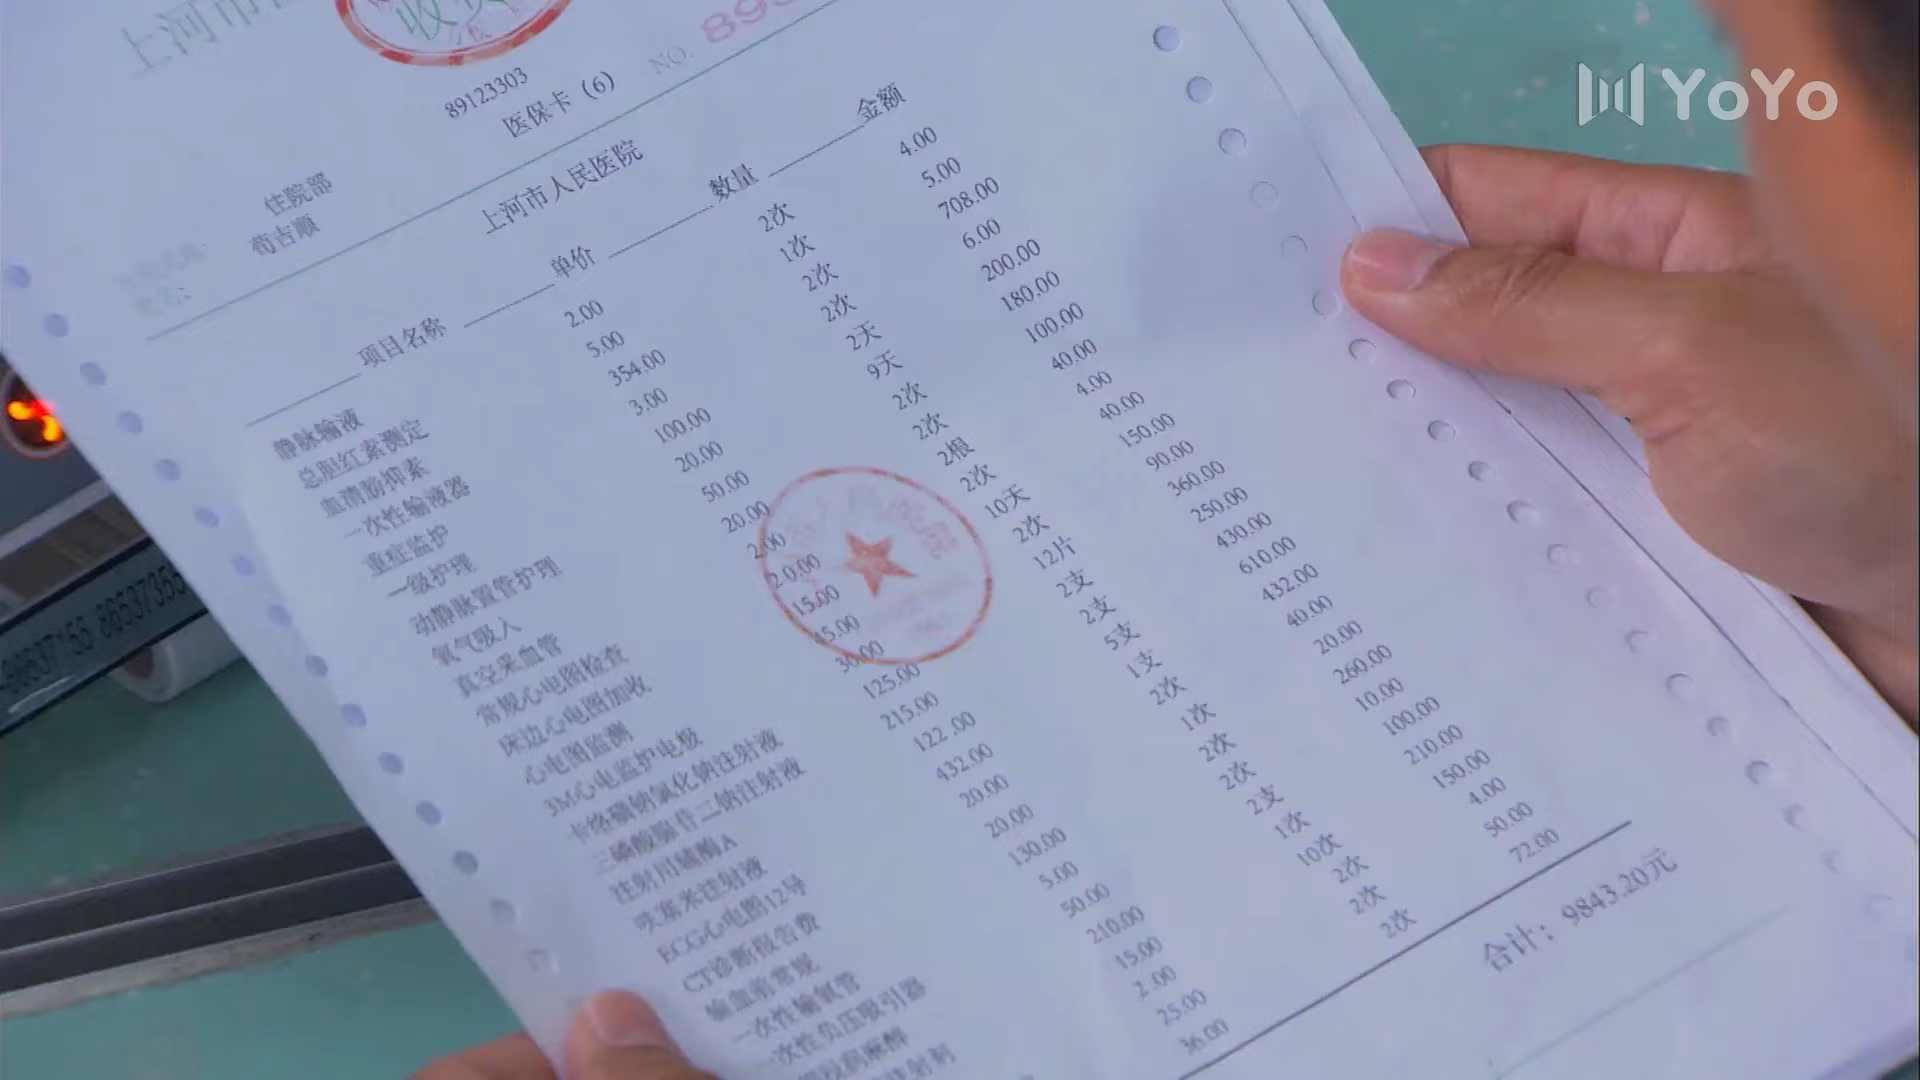 上河市
收费
NO. 893
89123303
医保卡（6）
住院部
上河市人民医院
荀吉顺
项目名称 单价 数量 金额
静脉输液 2.00 2次 4.00
总胆红素测定 5.00 1次 5.00
血清脂抑素 354.00 2次 708.00
一次性输液器 3.00 2次 6.00
重症监护 100.00 2天 200.00
一级护理 20.00 9天 180.00
动静脉置管护理 50.00 2次 100.00
氧气吸入 20.00 2次 40.00
真空采血管 2.00 2根 4.00
常规心电图检查 20.00 2次 40.00
床边心电图加收 15.00 10天 150.00
心电图监测 45.00 2次 90.00
3M心电监护电极 30.00 12片 360.00
卡络磺钠氯化钠注射液 125.00 2支 250.00
三磷酸腺苷二钠注射液 215.00 2支 430.00
注射用辅酶A 122.00 5支 610.00
呋塞米注射液 432.00 1支 432.00
ECG心电图12导 20.00 2次 40.00
CT诊断报告费 20.00 1次 20.00
输血前常规 130.00 2次 260.00
一次性输氧管 5.00 2次 10.00
一次性负压吸引器 50.00 2支 100.00
麻醉 210.00 1次 210.00
注射剂 15.00 10次 150.00
2.00 2次 4.00
25.00 2次 50.00
36.00 2次 72.00
合计：9843.20元
YoYo